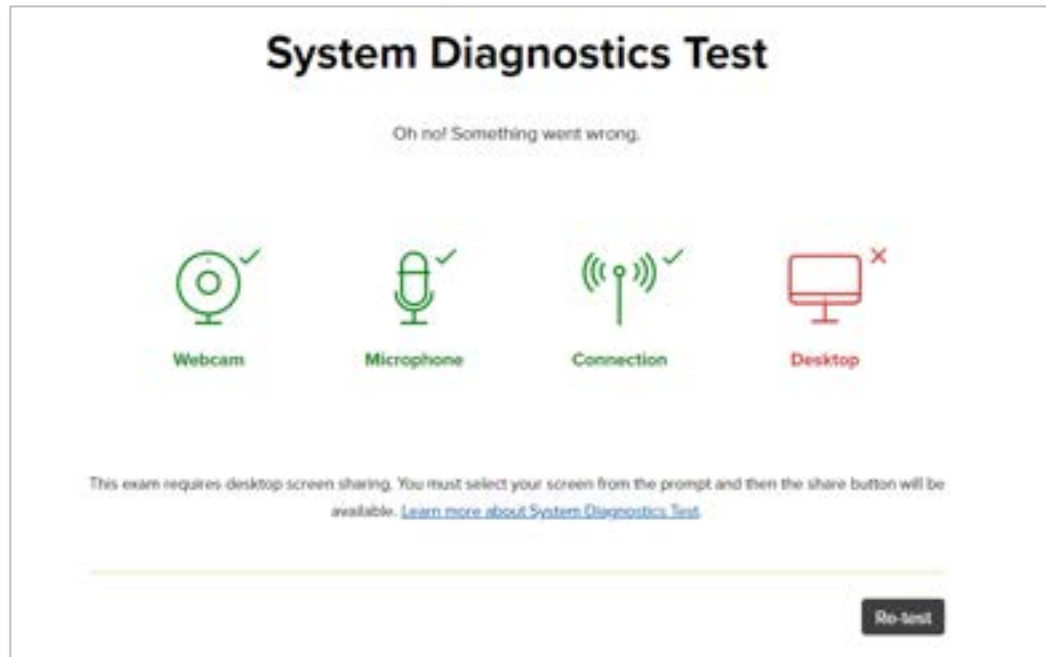 System Diagnostics Test
Oh no! Something went wrong.
Webcam
Microphone
Connection
Desktop
This exam requires desktop screen sharing. You must select your screen from the prompt and then the share button will be
available. Learn more about System Diagnostics Test.
Re-test